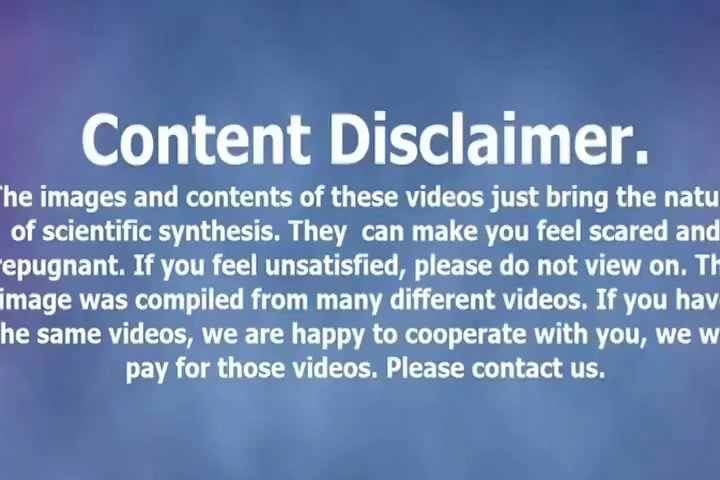 Content Disclaimer.
The images and contents of these videos just bring the natu
of scientific synthesis. They can make you feel scared and
repugnant. If you feel unsatisfied, please do not view on. Th
image was compiled from many different videos. If you hav
he same videos, we are happy to cooperate with you, we w
pay for those videos. Please contact us.